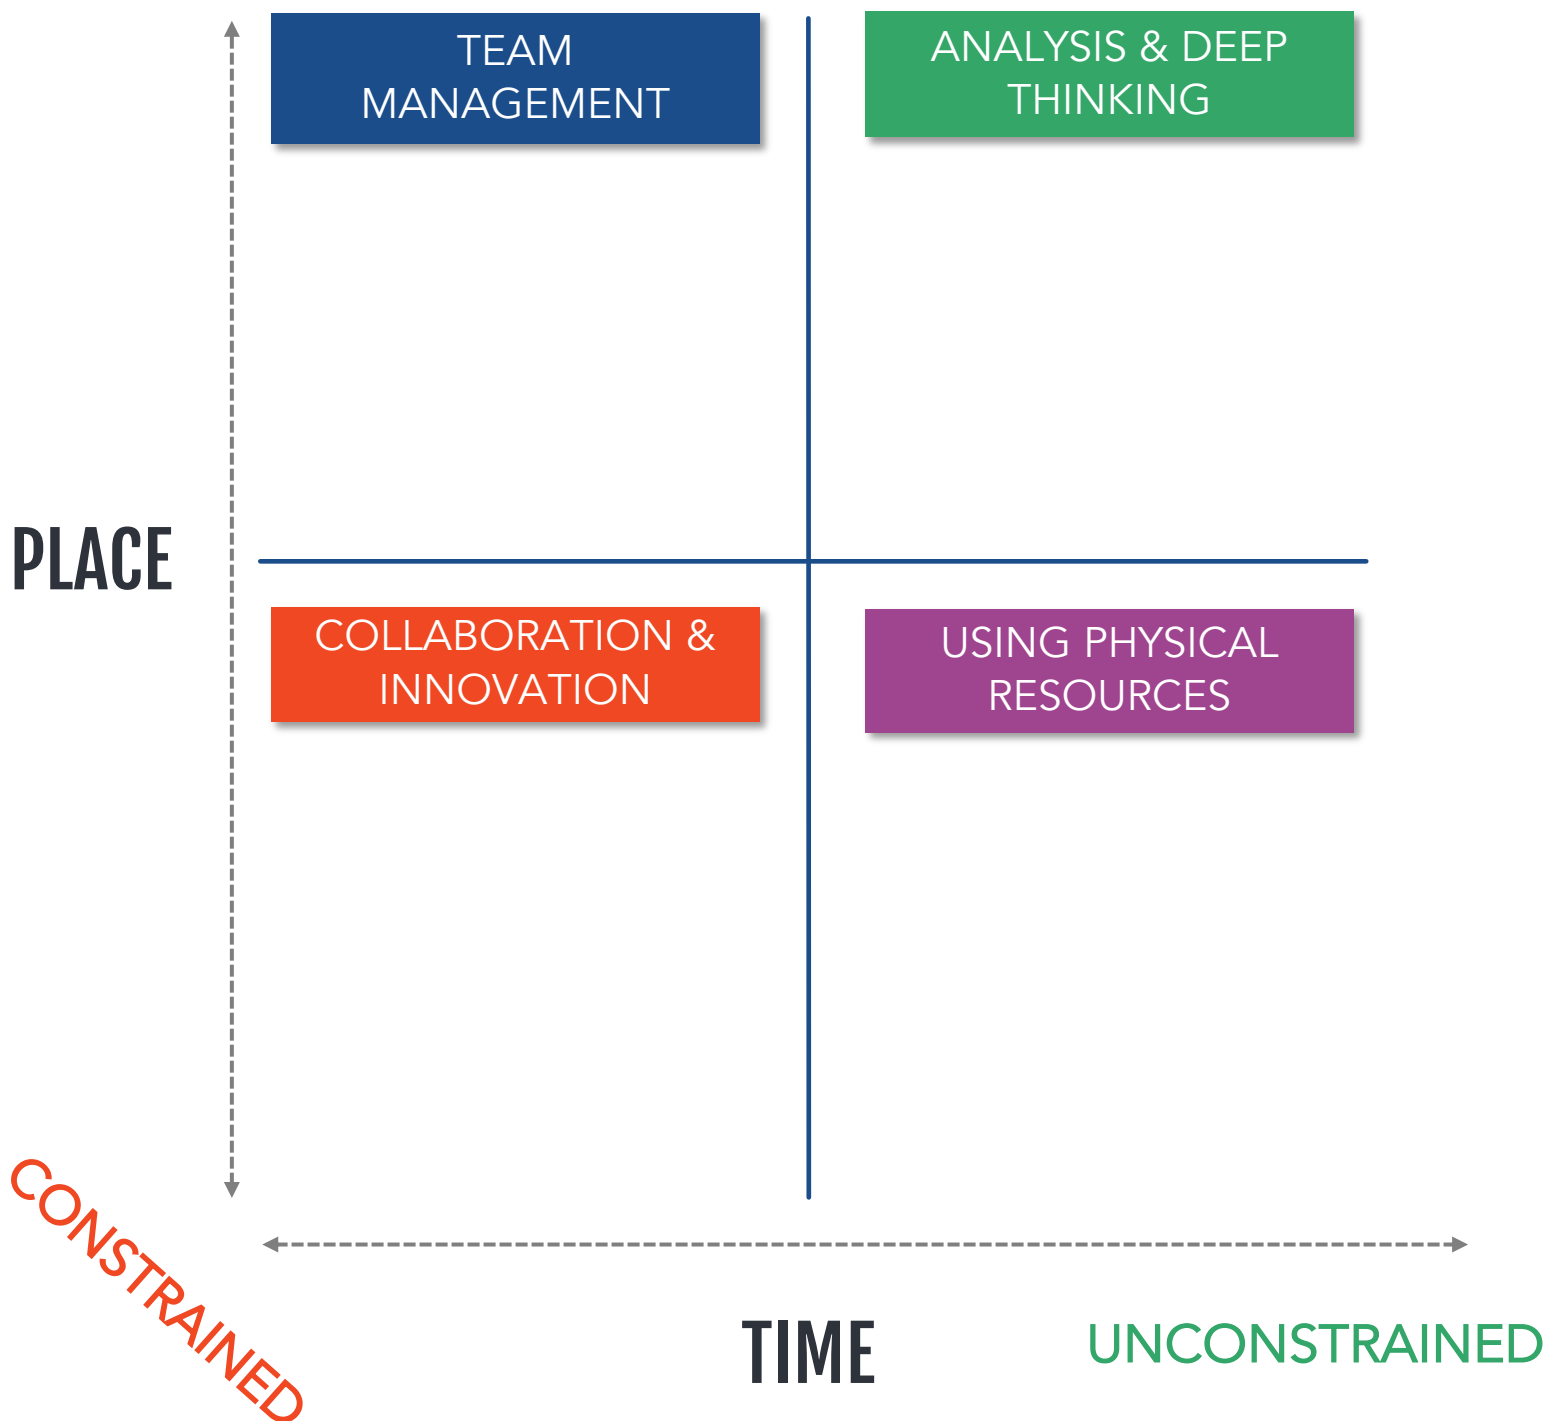 TEAM
MANAGEMENT
ANALYSIS & DEEP
THINKING
PLACE
COLLABORATION &
INNOVATION
USING PHYSICAL
RESOURCES
CONSTRAINED
TIME
UNCONSTRAINED